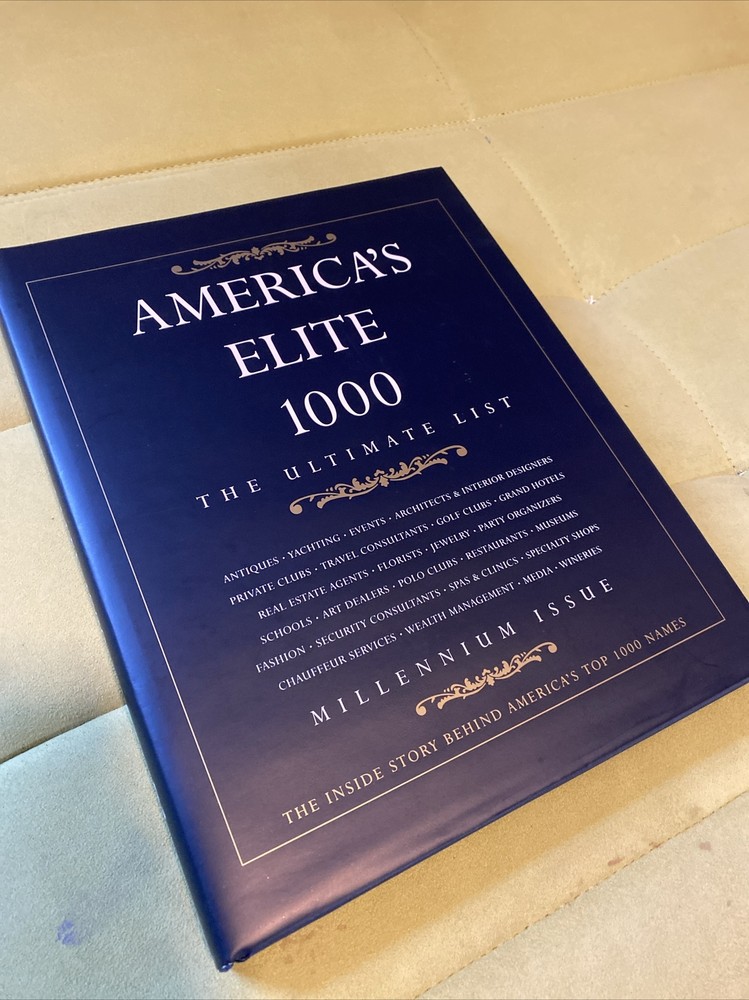 AMERICA'S
ELITE
1000
THE ULTIMATE LIST
ANTIQUES · YACHTING · EVENTS · ARCHITECTS & INTERIOR DESIGNERS
PRIVATE CLUBS · TRAVEL CONSULTANTS · GOLF CLUBS · GRAND HOTELS
REAL ESTATE AGENTS · FLORISTS · JEWELRY · PARTY ORGANIZERS
SCHOOLS · ART DEALERS · POLO CLUBS · RESTAURANTS · MUSEUMS
FASHION · SECURITY CONSULTANTS · SPAS & CLINICS · SPECIALTY SHOPS
CHAUFFEUR SERVICES · WEALTH MANAGEMENT · MEDIA · WINERIES
MILLENNIUM ISSUE
THE INSIDE STORY BEHIND AMERICA'S TOP 1000 NAMES